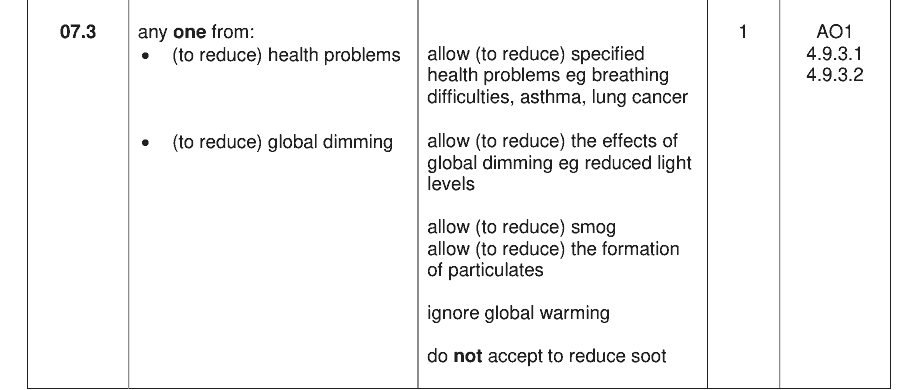 07.3
any one from:
• (to reduce) health problems
allow (to reduce) specified
health problems eg breathing
difficulties, asthma, lung cancer
• (to reduce) global dimming
allow (to reduce) the effects of
global dimming eg reduced light
levels
allow (to reduce) smog
allow (to reduce) the formation
of particulates
ignore global warming
do not accept to reduce soot
1
AO1
4.9.3.1
4.9.3.2